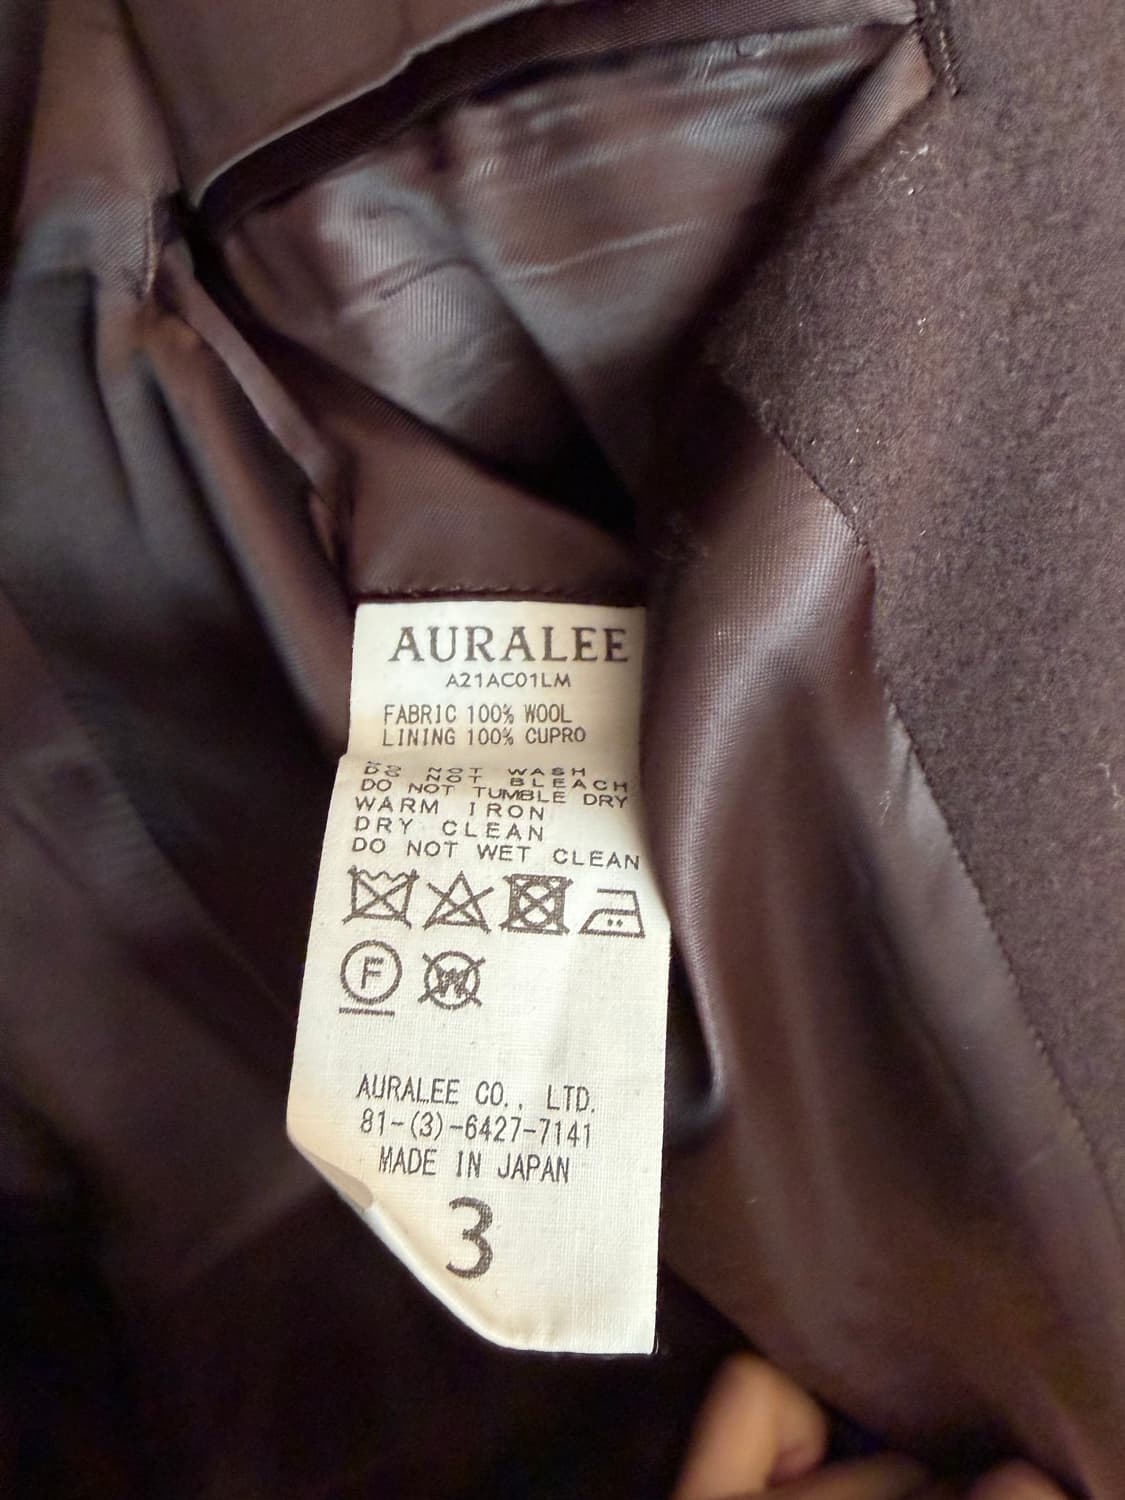 AURALEE
A21AC01LM
FABRIC 100% WOOL
LINING 100% CUPRO
DO NOT WASH
DO NOT BLEACH
DO NOT TUMBLE DRY
WARM IRON
DRY CLEAN
DO NOT WET CLEAN
F W
AURALEE CO., LTD.
81-(3)-6427-7141
MADE IN JAPAN
3